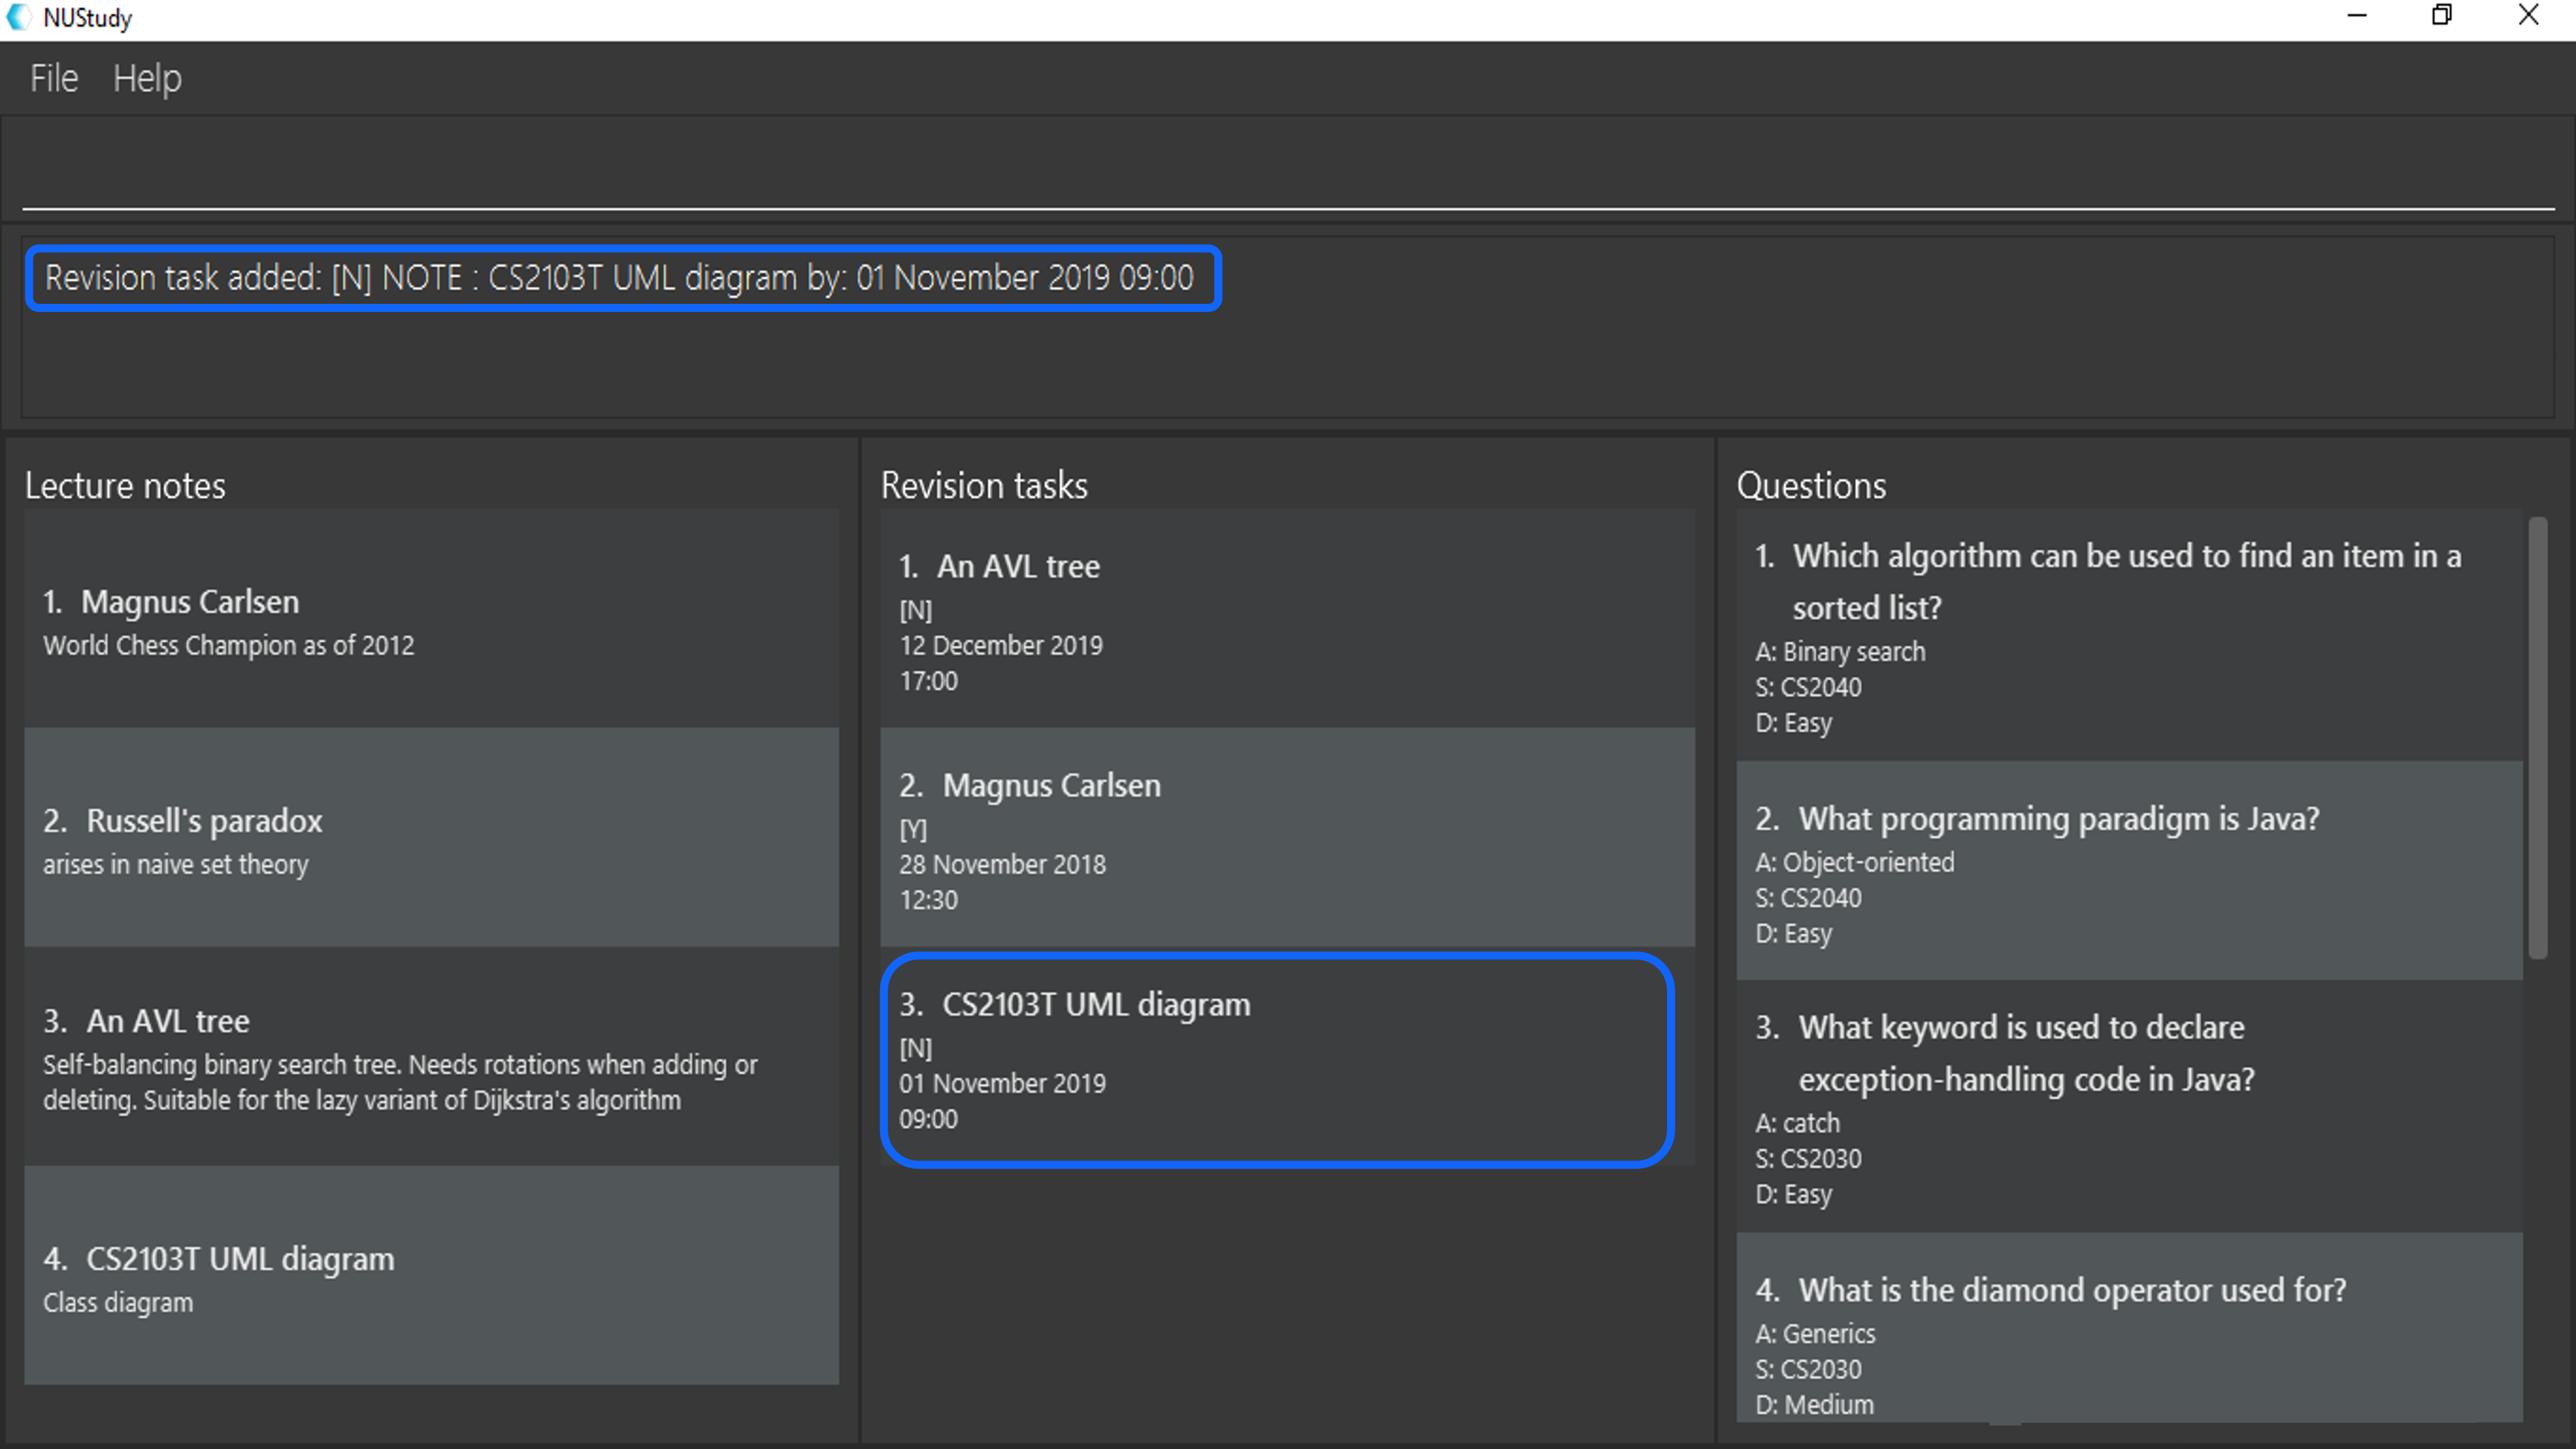 NUStudy
File Help
Revision task added: [N] NOTE : CS2103T UML diagram by: 01 November 2019 09:00
Lecture notes
1. Magnus Carlsen
World Chess Champion as of 2012
2. Russell's paradox
arises in naive set theory
3. An AVL tree
Self-balancing binary search tree. Needs rotations when adding or
deleting. Suitable for the lazy variant of Dijkstra's algorithm
4. CS2103T UML diagram
Class diagram
Revision tasks
1. An AVL tree
[N]
12 December 2019
17:00
2. Magnus Carlsen
[Y]
28 November 2018
12:30
3. CS2103T UML diagram
[N]
01 November 2019
09:00
Questions
1. Which algorithm can be used to find an item in a
sorted list?
A: Binary search
S: CS2040
D: Easy
2. What programming paradigm is Java?
A: Object-oriented
S: CS2040
D: Easy
3. What keyword is used to declare
exception-handling code in Java?
A: catch
S: CS2030
D: Easy
4. What is the diamond operator used for?
A: Generics
S: CS2030
D: Medium